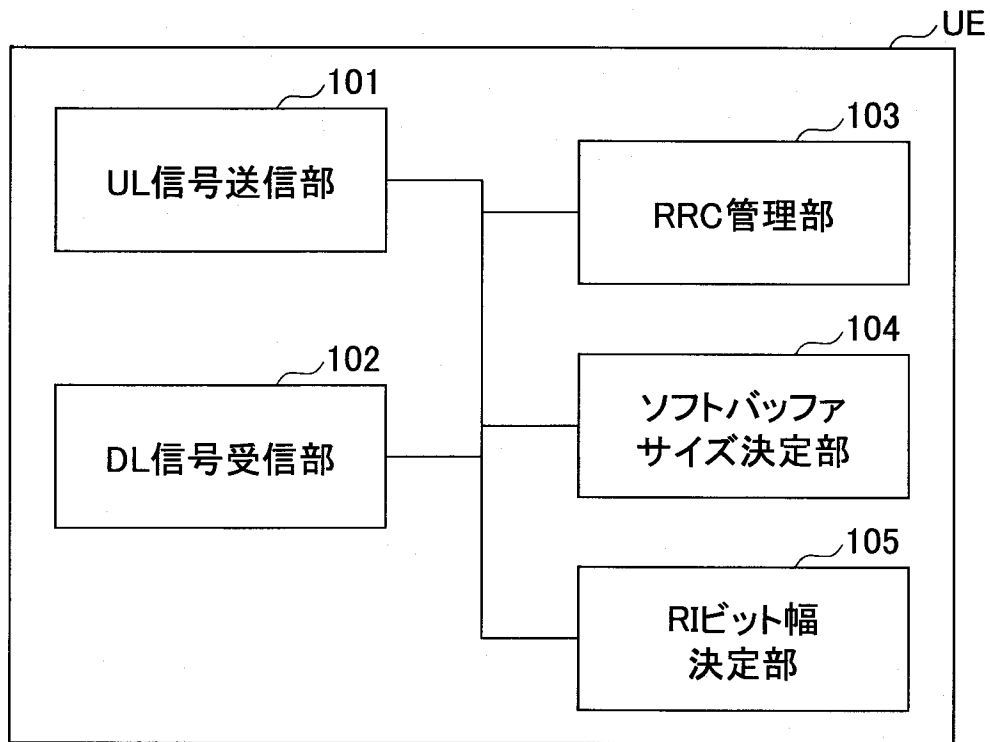 UE
101
UL信号送信部
103
RRC管理部
102
DL信号受信部
104
ソフトバッファ
サイズ決定部
105
RIビット幅
決定部